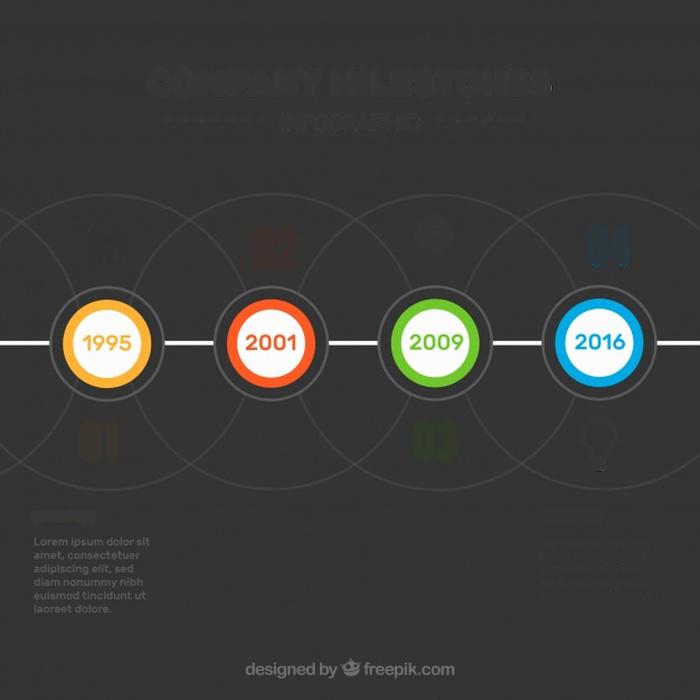 COMPANY MILESTONES
INFOGRAPHIC
02
04
1995
2001
2009
2016
01
03
Lorem ipsum dolor sit
amet, consectetuer
adipiscing elit, sed
diam nonummy nibh
euismod tincidunt ut
laoreet dolore.
designed by freepik.com